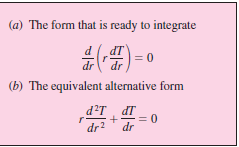 (a) The form that is ready to integrate
d/dr (r dT/dr) = 0
(b) The equivalent alternative form
r d²T/dr² + dT/dr = 0